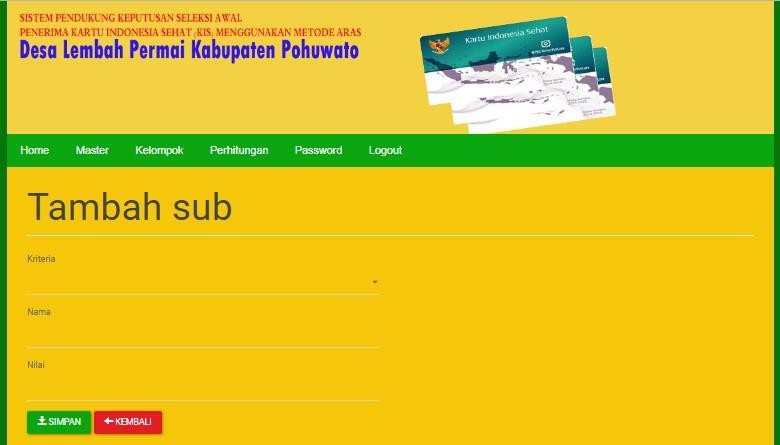 SISTEM PENDUKUNG KEPUTUSAN SELEKSI AWAL
PENERIMA KARTU INDONESIA SEHAT (KIS) MENGGUNAKAN METODE ARAS
Desa Lembah Permai Kabupaten Pohuwato
Kartu Indonesia Sehat
Home Master Kelompok Perhitungan Password Logout
Tambah sub
Kriteria
Nama
Nilai
SIMPAN KEMBALI